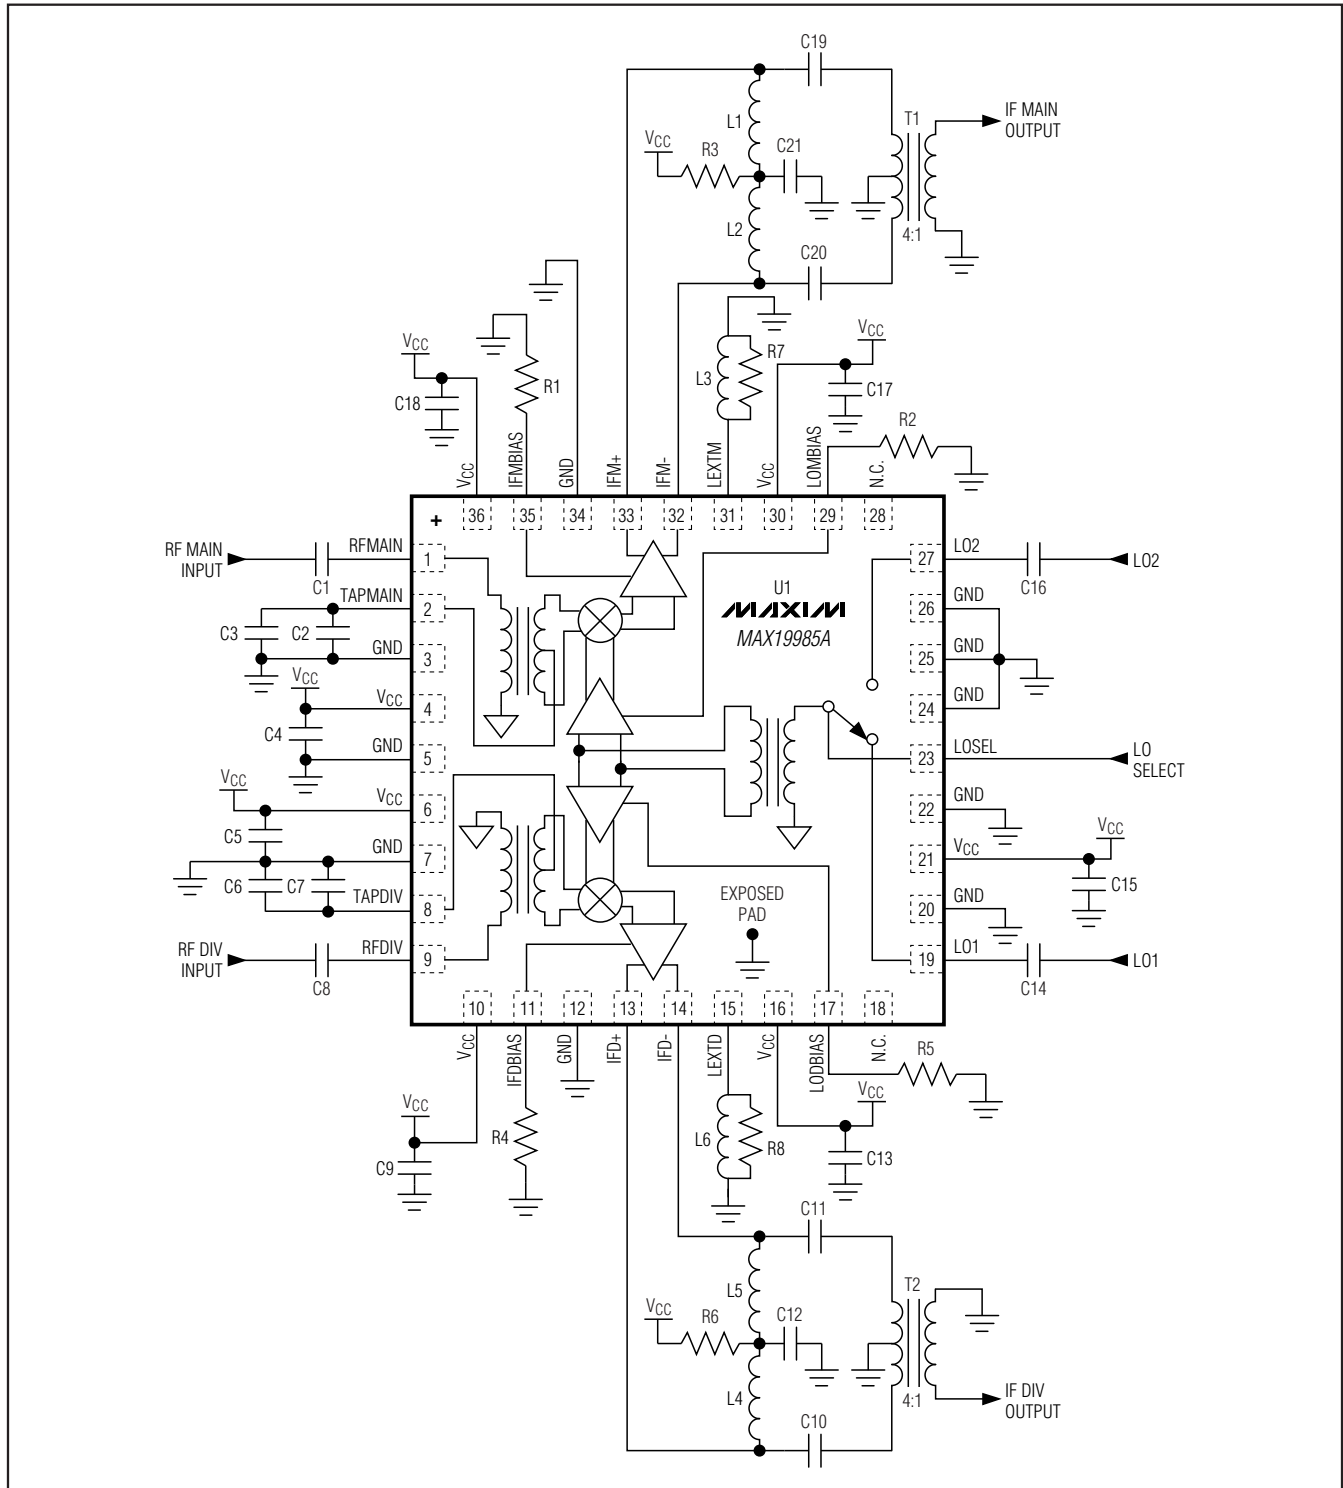 C19
T1
IF MAIN
OUTPUT
L1
VCC
R3
C21
L2
4:1
C20
VCC
R7
VCC
R1
L3
C17
C18
R2
VCC
IFMBIAS
GND
IFM+
IFM-
LEXTM
VCC
LOMBIAS
N.C.
+
36
35
34
33
32
31
30
29
28
RF MAIN
INPUT
C1
RFMAIN
1
27
LO2
C16
LO2
TAPMAIN
2
U1
MAXIM
MAX19985A
26
GND
C3
C2
GND
3
25
GND
VCC
VCC
4
24
GND
C4
GND
5
23
LOSEL
LO
SELECT
VCC
VCC
6
22
GND
C5
GND
7
21
VCC
VCC
C6
C7
C15
TAPDIV
8
EXPOSED
PAD
20
GND
RF DIV
INPUT
C8
RFDIV
9
19
LO1
C14
LO1
10
11
12
13
14
15
16
17
18
VCC
IFDBIAS
GND
IFD+
IFD-
LEXTD
VCC
LODBIAS
N.C.
R5
VCC
VCC
R4
L6
R8
C9
C13
C11
L5
T2
VCC
R6
C12
L4
4:1
IF DIV
OUTPUT
C10